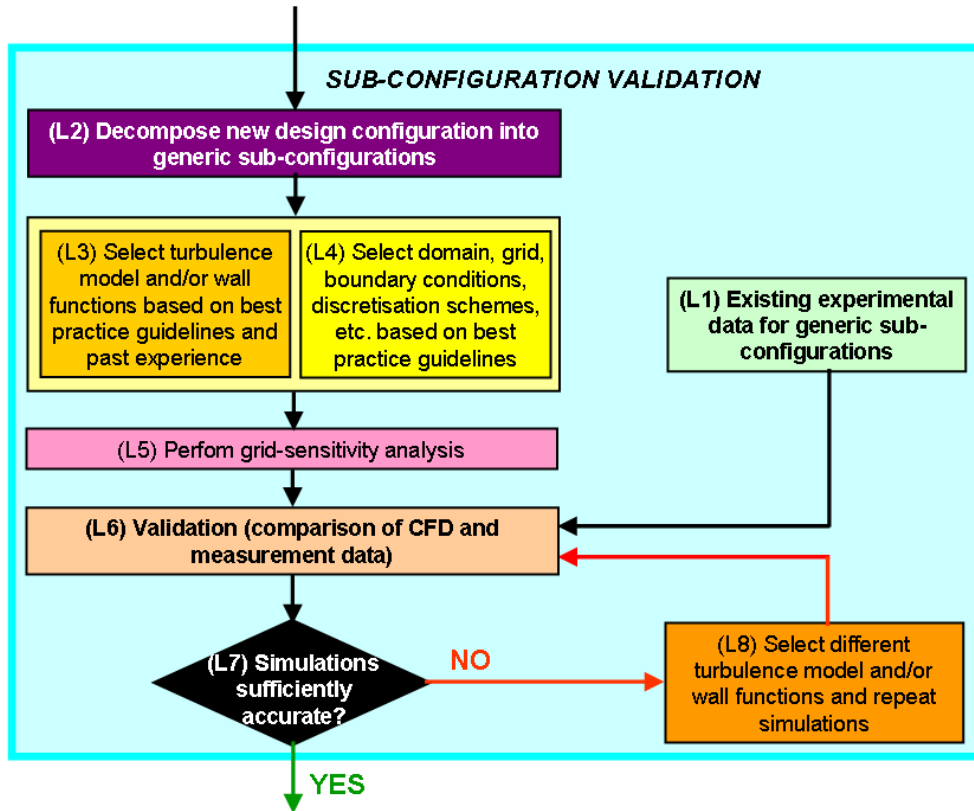 SUB-CONFIGURATION VALIDATION
(L2) Decompose new design configuration into
generic sub-configurations
(L3) Select turbulence
model and/or wall
functions based on best
practice guidelines and
past experience
(L4) Select domain, grid,
boundary conditions,
discretisation schemes,
etc. based on best
practice guidelines
(L1) Existing experimental
data for generic sub-
configurations
(L5) Perfom grid-sensitivity analysis
(L6) Validation (comparison of CFD and
measurement data)
(L7) Simulations
sufficiently
accurate?
NO
(L8) Select different
turbulence model and/or
wall functions and repeat
simulations
YES